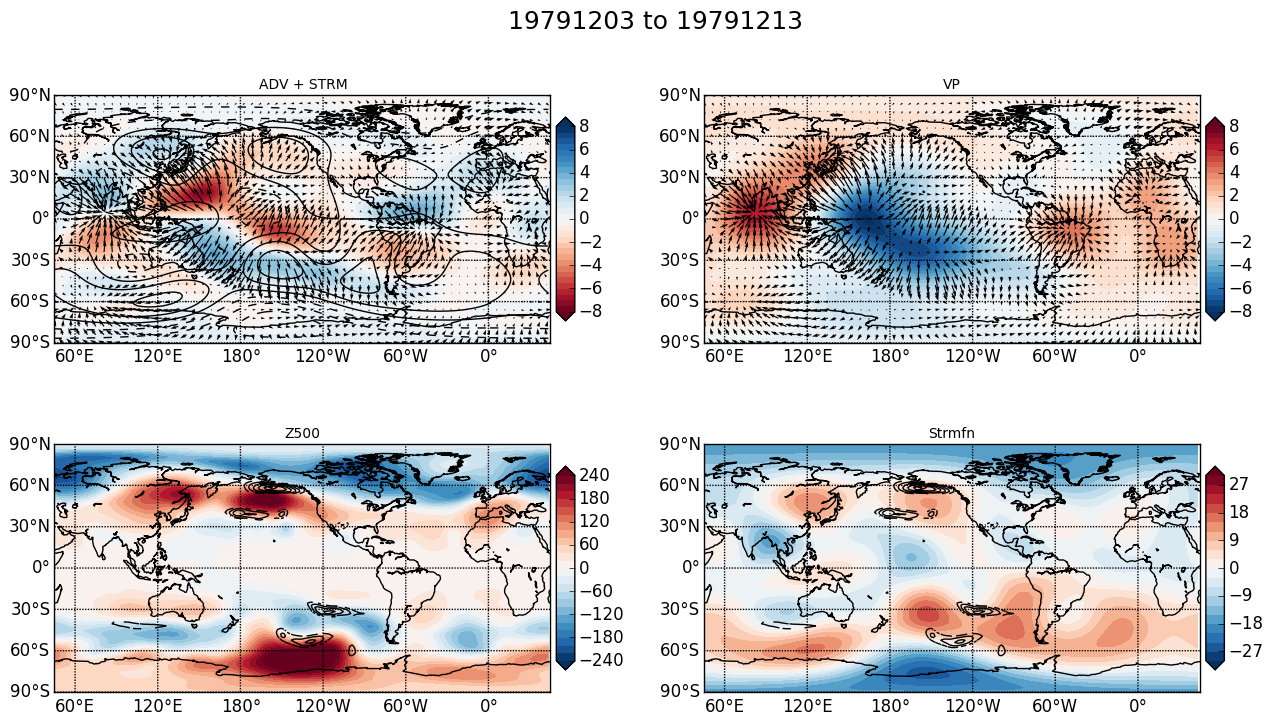 19791203 to 19791213
ADV + STRM
90°N
60°N
30°N
0°
30°S
60°S
90°S
60°E 120°E 180° 120°W 60°W 0°
8
6
4
2
0
−2
−4
−6
−8
VP
90°N
60°N
30°N
0°
30°S
60°S
90°S
60°E 120°E 180° 120°W 60°W 0°
8
6
4
2
0
−2
−4
−6
−8
Z500
90°N
60°N
30°N
0°
30°S
60°S
90°S
60°E 120°E 180° 120°W 60°W 0°
240
180
120
60
0
−60
−120
−180
−240
Strmfn
90°N
60°N
30°N
0°
30°S
60°S
90°S
60°E 120°E 180° 120°W 60°W 0°
27
18
9
0
−9
−18
−27